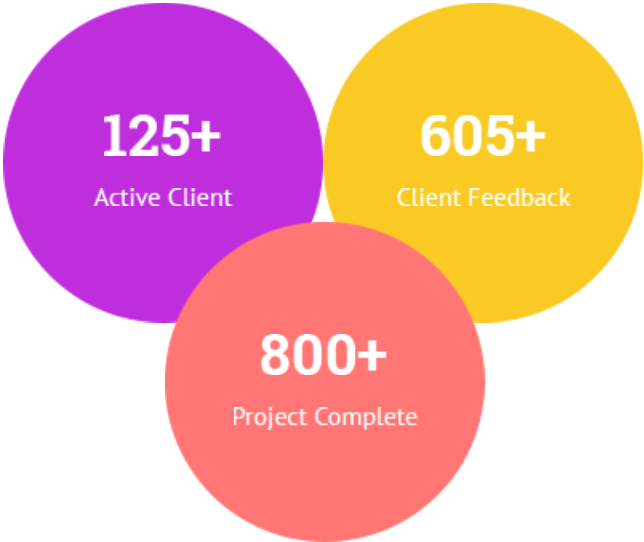 125+
Active Client
605+
Client Feedback
800+
Project Complete